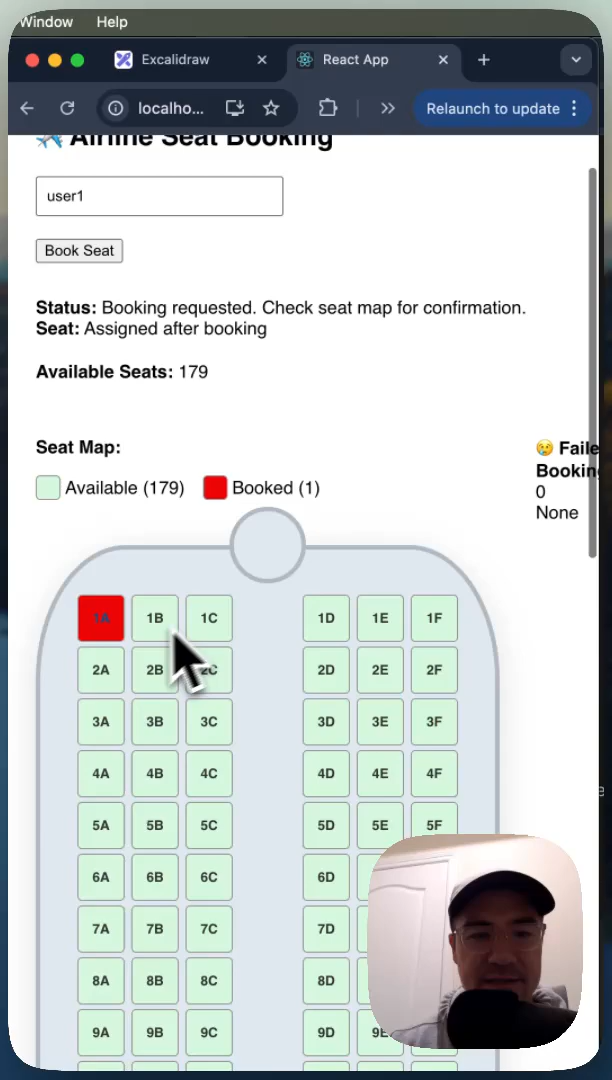 Window Help
Excalidraw
React App
localho...
Relaunch to update
Airline Seat Booking
user1
Book Seat
Status: Booking requested. Check seat map for confirmation.
Seat: Assigned after booking
Available Seats: 179
Seat Map:
Available (179)
Booked (1)
😢 Faile
Bookin
0
None
1A 1B 1C 1D 1E 1F
2A 2B 2C 2D 2E 2F
3A 3B 3C 3D 3E 3F
4A 4B 4C 4D 4E 4F
5A 5B 5C 5D 5E 5F
6A 6B 6C 6D
7A 7B 7C 7D
8A 8B 8C 8D
9A 9B 9C 9D 9E